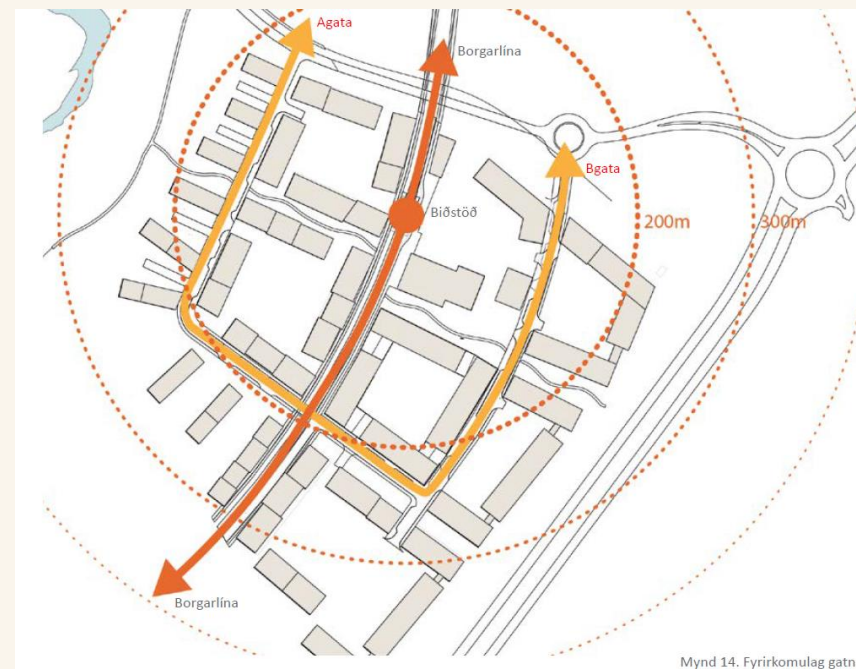 Agata
Borgarlína
Bgata
Biðstöð
200m
300m
Borgarlína
Mynd 14. Fyrirkomulag gatn